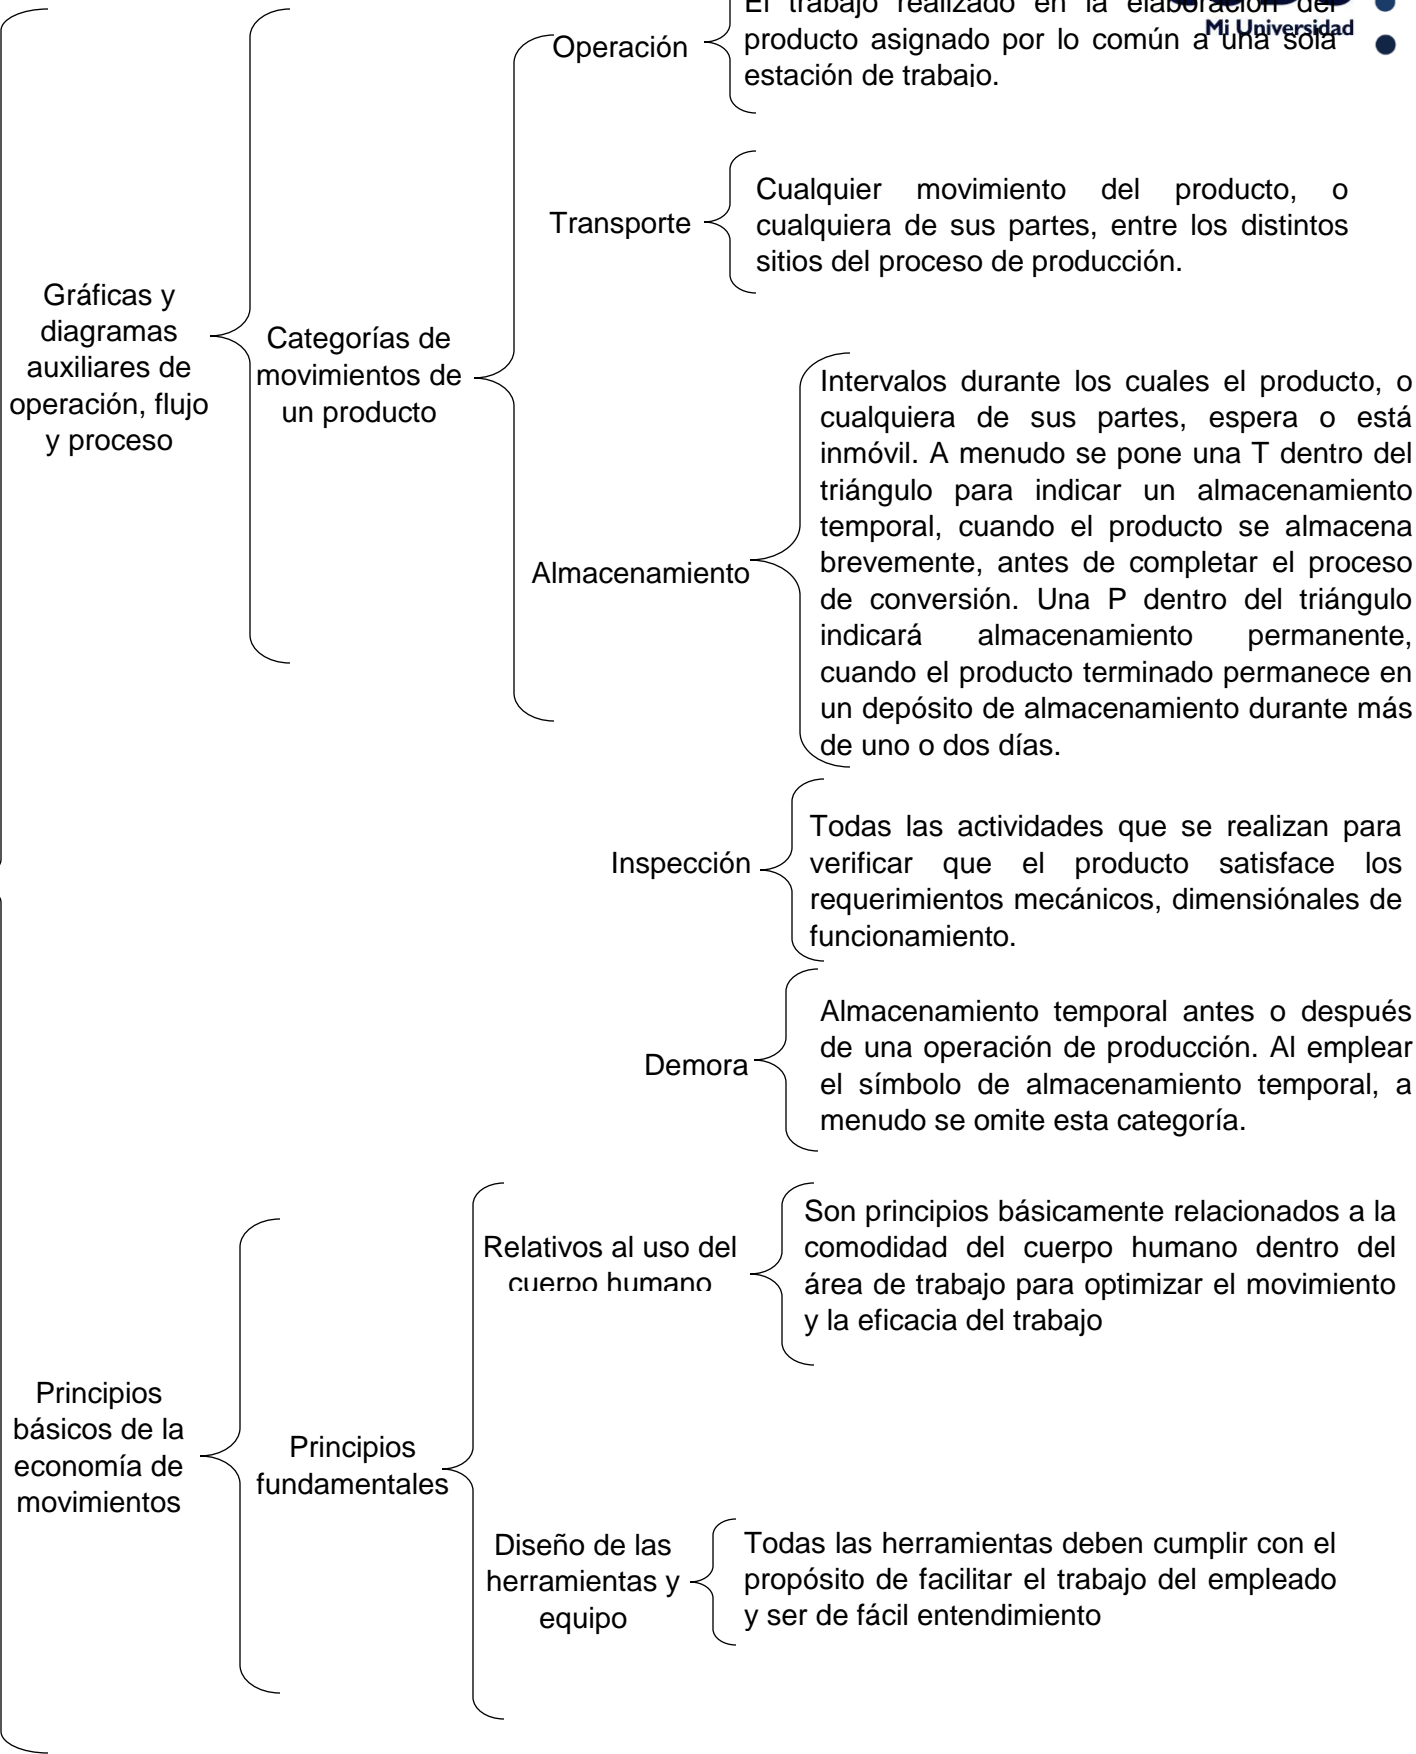 El trabajo realizado en la elaboración del
producto asignado por lo común a una sola
estación de trabajo.
Mi Universidad
Operación
Transporte
Cualquier movimiento del producto, o
cualquiera de sus partes, entre los distintos
sitios del proceso de producción.
Gráficas y
diagramas
auxiliares de
operación, flujo
y proceso
Categorías de
movimientos de
un producto
Almacenamiento
Intervalos durante los cuales el producto, o
cualquiera de sus partes, espera o está
inmóvil. A menudo se pone una T dentro del
triángulo para indicar un almacenamiento
temporal, cuando el producto se almacena
brevemente, antes de completar el proceso
de conversión. Una P dentro del triángulo
indicará almacenamiento permanente,
cuando el producto terminado permanece en
un depósito de almacenamiento durante más
de uno o dos días.
Inspección
Todas las actividades que se realizan para
verificar que el producto satisface los
requerimientos mecánicos, dimensiónales de
funcionamiento.
Demora
Almacenamiento temporal antes o después
de una operación de producción. Al emplear
el símbolo de almacenamiento temporal, a
menudo se omite esta categoría.
Principios
básicos de la
economía de
movimientos
Principios
fundamentales
Relativos al uso del
cuerpo humano
Son principios básicamente relacionados a la
comodidad del cuerpo humano dentro del
área de trabajo para optimizar el movimiento
y la eficacia del trabajo
Diseño de las
herramientas y
equipo
Todas las herramientas deben cumplir con el
propósito de facilitar el trabajo del empleado
y ser de fácil entendimiento